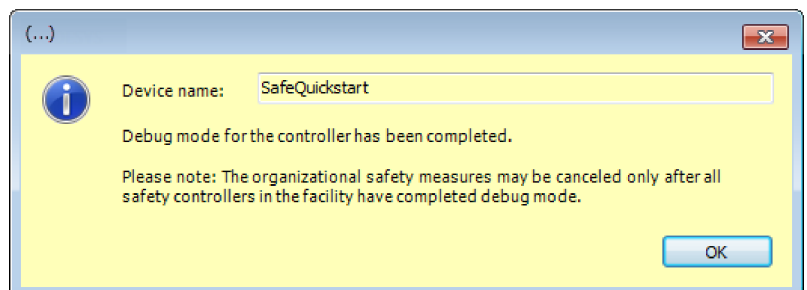 (...)
Device name: SafeQuickstart
Debug mode for the controller has been completed.
Please note: The organizational safety measures may be canceled only after all
safety controllers in the facility have completed debug mode.
OK